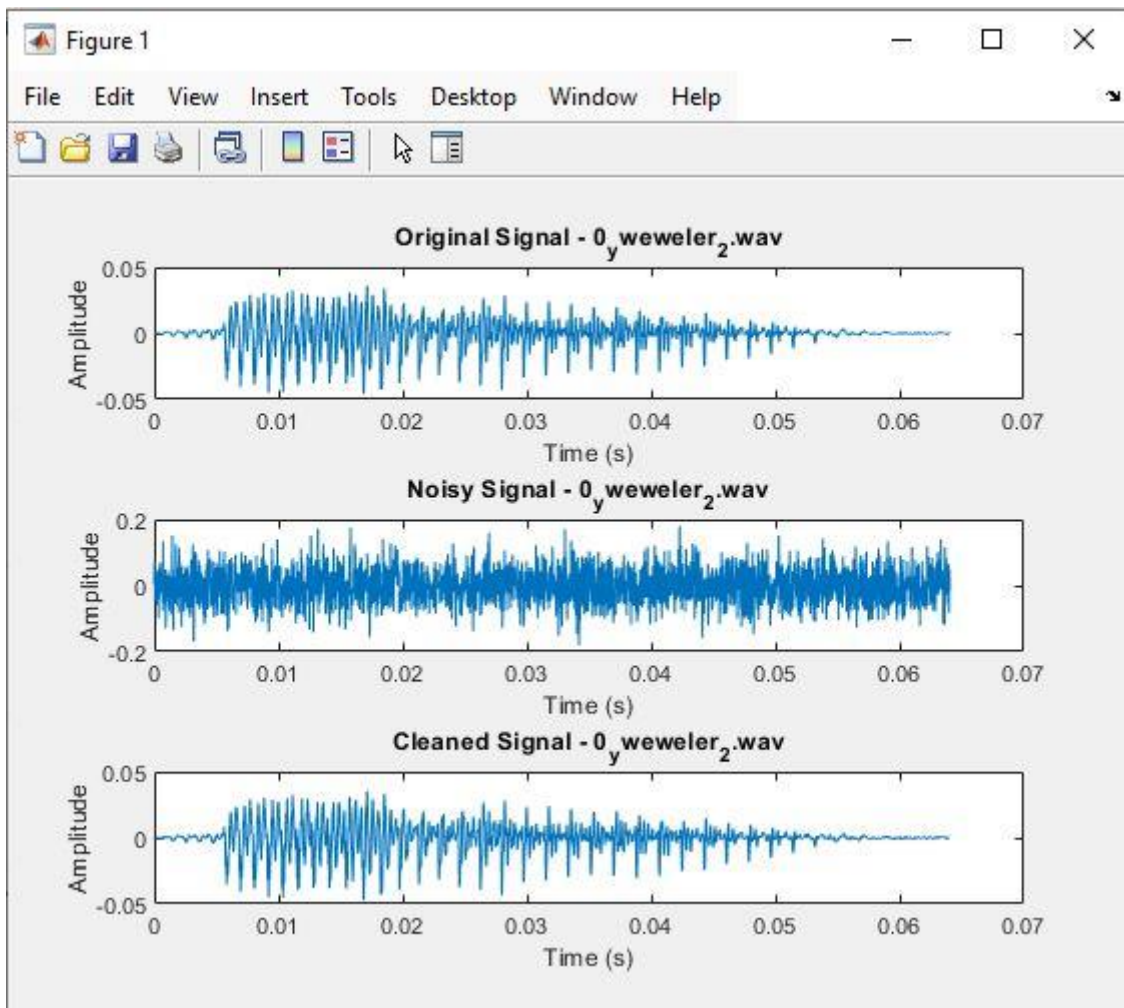 Figure 1
File Edit View Insert Tools Desktop Window Help
Original Signal - 0yweweler2.wav
0.05
0
-0.05
Amplitude
0 0.01 0.02 0.03 0.04 0.05 0.06 0.07
Time (s)
Noisy Signal - 0yweweler2.wav
0.2
0
-0.2
Amplitude
0 0.01 0.02 0.03 0.04 0.05 0.06 0.07
Time (s)
Cleaned Signal - 0yweweler2.wav
0.05
0
-0.05
Amplitude
0 0.01 0.02 0.03 0.04 0.05 0.06 0.07
Time (s)